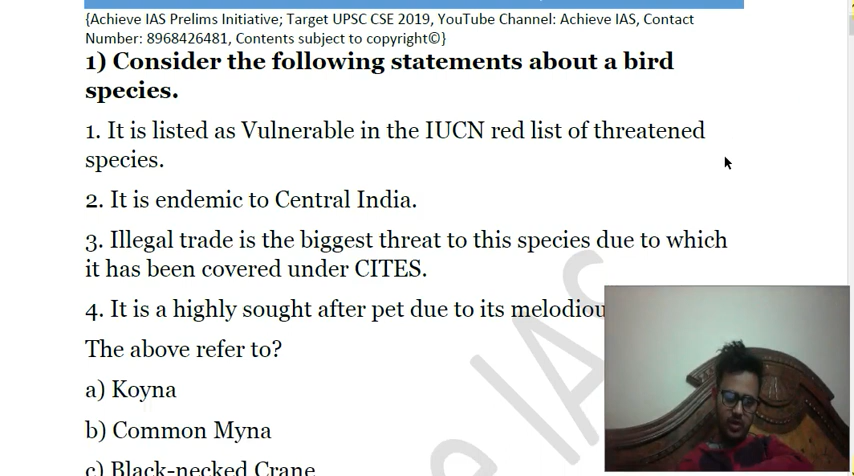 {Achieve IAS Prelims Initiative; Target UPSC CSE 2019, YouTube Channel: Achieve IAS, Contact
Number: 8968426481, Contents subject to copyright©}
1) Consider the following statements about a bird
species.
1. It is listed as Vulnerable in the IUCN red list of threatened
species.
2. It is endemic to Central India.
3. Illegal trade is the biggest threat to this species due to which
it has been covered under CITES.
4. It is a highly sought after pet due to its melodiou
The above refer to?
a) Koyna
b) Common Myna
c) Black-necked Crane
e IAS